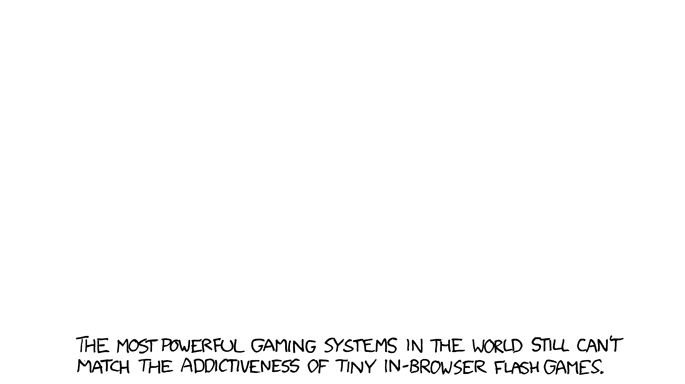 THE MOST POWERFUL GAMING SYSTEMS IN THE WORLD STILL CAN'T
MATCH THE ADDICTIVENESS OF TINY IN-BROWSER FLASH GAMES.